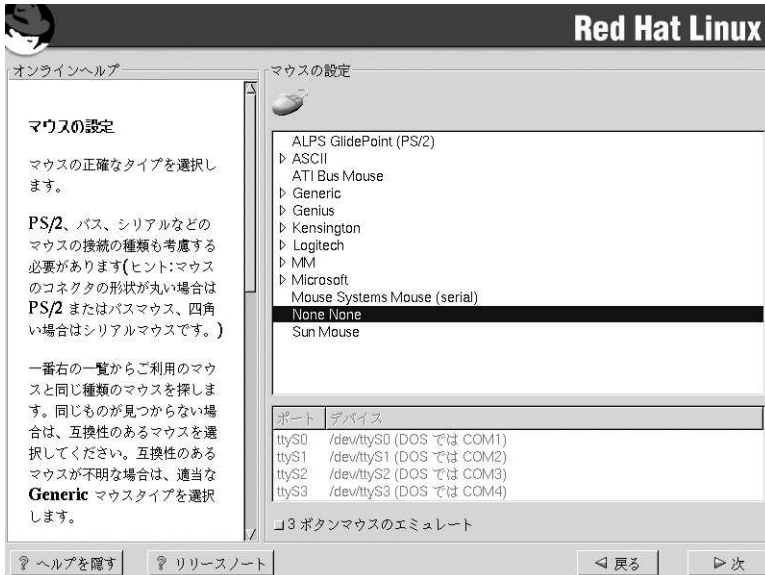 Red Hat Linux
オンラインヘルプ
マウスの設定
マウスの正確なタイプを選択し
ます。
PS/2、バス、シリアルなどの
マウスの接続の種類も考慮する
必要があります(ヒント:マウス
のコネクタの形状が丸い場合は
PS/2 またはバスマウス、四角
い場合はシリアルマウスです。)
一番右の一覧からご利用のマウ
スと同じ種類のマウスを探しま
す。同じものが見つからない場
合は、互換性のあるマウスを選
択してください。互換性のある
マウスが不明な場合は、適当な
Generic マウスタイプを選択
します。
マウスの設定
ALPS GlidePoint (PS/2)
ASCII
ATI Bus Mouse
Generic
Genius
Kensington
Logitech
MM
Microsoft
Mouse Systems Mouse (serial)
None None
Sun Mouse
ポート デバイス
ttyS0 /dev/ttyS0 (DOS では COM1)
ttyS1 /dev/ttyS1 (DOS では COM2)
ttyS2 /dev/ttyS2 (DOS では COM3)
ttyS3 /dev/ttyS3 (DOS では COM4)
3 ボタンマウスのエミュレート
? ヘルプを隠す
? リリースノート
戻る
次